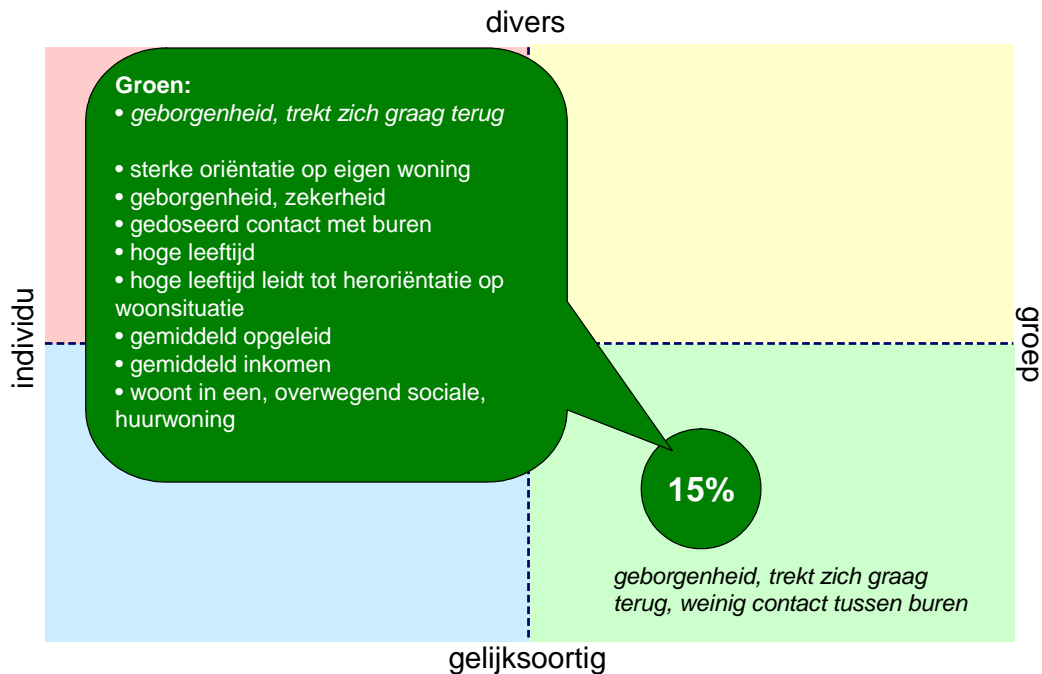 divers
Groen:
• geborgenheid, trekt zich graag terug
• sterke oriëntatie op eigen woning
• geborgenheid, zekerheid
• gedoseerd contact met buren
• hoge leeftijd
• hoge leeftijd leidt tot heroriëntatie op
woonsituatie
• gemiddeld opgeleid
• gemiddeld inkomen
• woont in een, overwegend sociale,
huurwoning
individu
groep
15%
geborgenheid, trekt zich graag
terug, weinig contact tussen buren
gelijksoortig